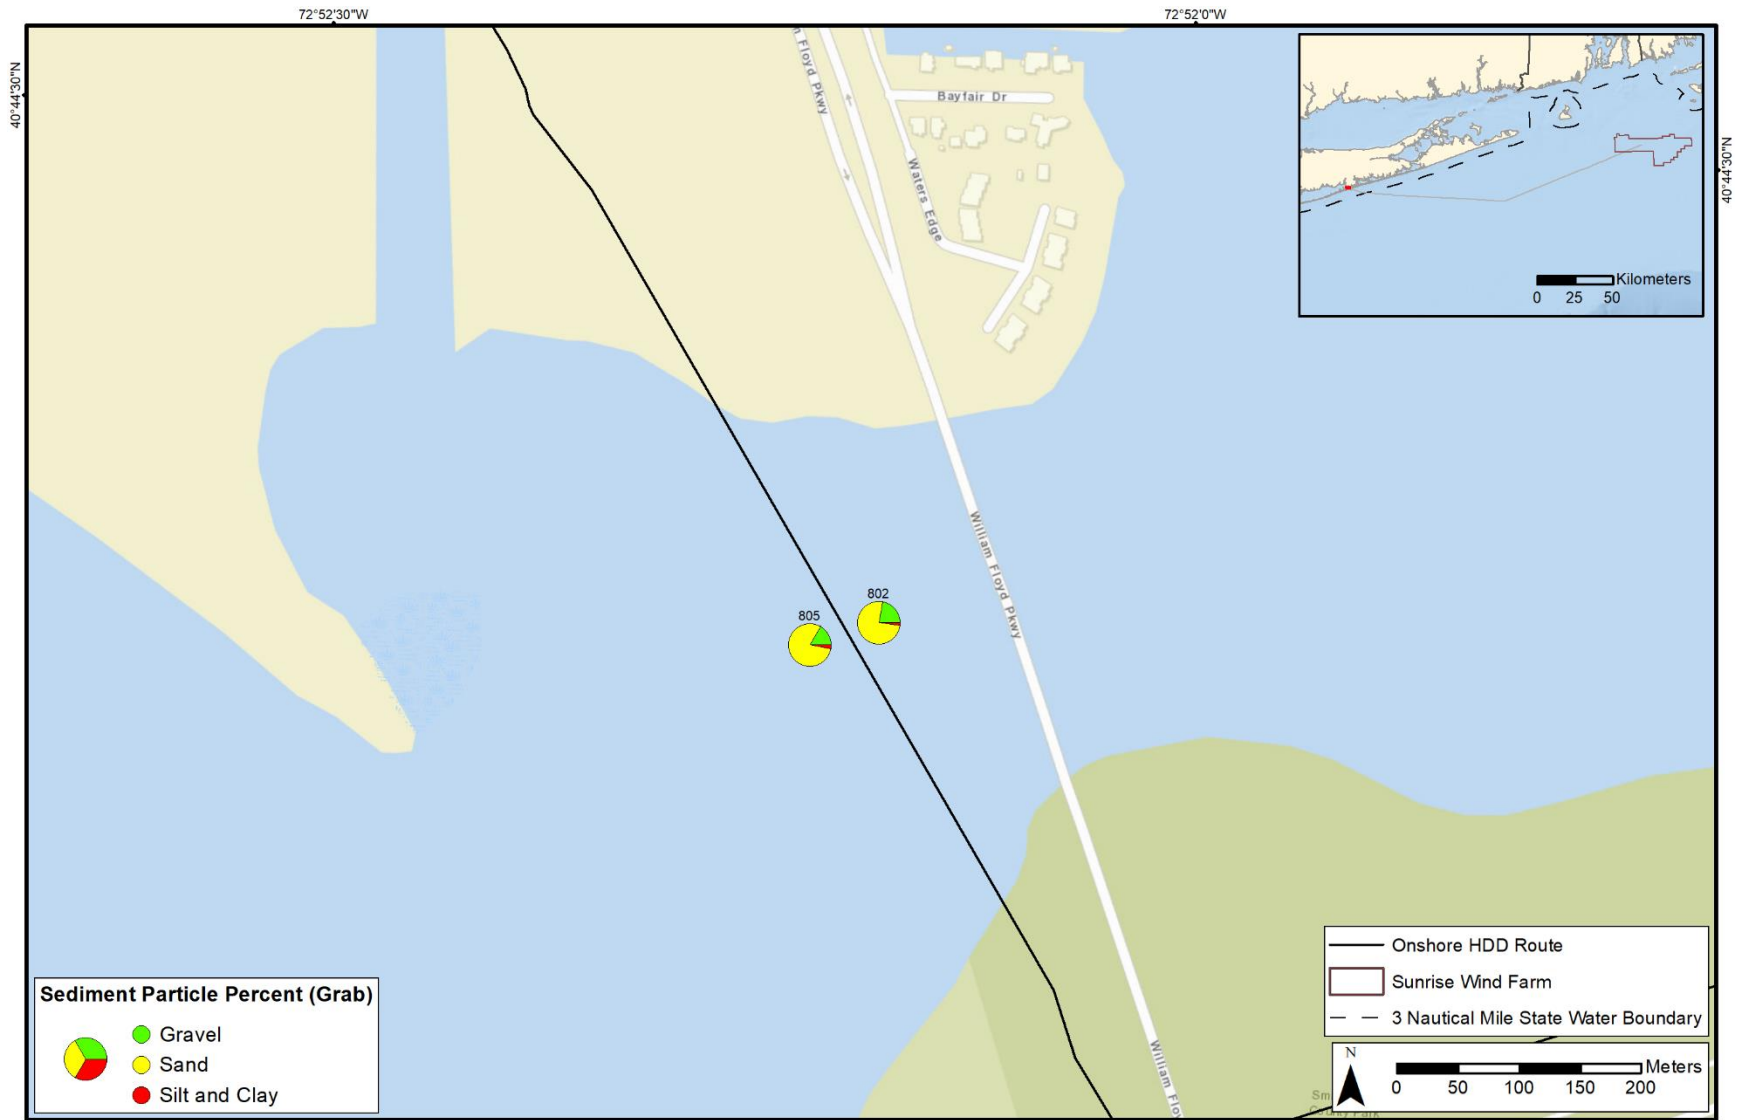 72°52'30"W
72°52'0"W
40°44'30"N
40°44'30"N
m Floyd Pkwy
Bayfair Dr
Waters Edge
Kilometers
0 25 50
William Floyd Pkwy
802
805
William Flo
Onshore HDD Route
Sunrise Wind Farm
3 Nautical Mile State Water Boundary
Sediment Particle Percent (Grab)
Gravel
Sand
Silt and Clay
N
Meters
0 50 100 150 200
County Park